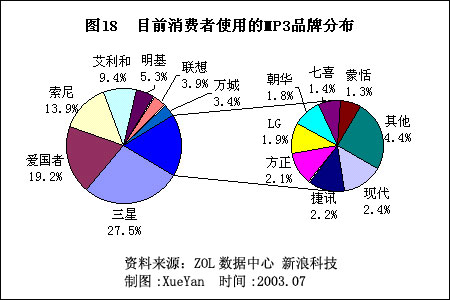 图18 目前消费者使用的MP3品牌分布
艾利和
9.4%
明基
5.3%
联想
3.9%
万城
3.4%
索尼
13.9%
爱国者
19.2%
三星
27.5%
朝华
1.8%
七喜
1.4%
蒙恬
1.3%
LG
1.9%
其他
4.4%
方正
2.1%
捷讯
2.2%
现代
2.4%
资料来源: ZOL数据中心 新浪科技
制图:XueYan 时间:2003.07